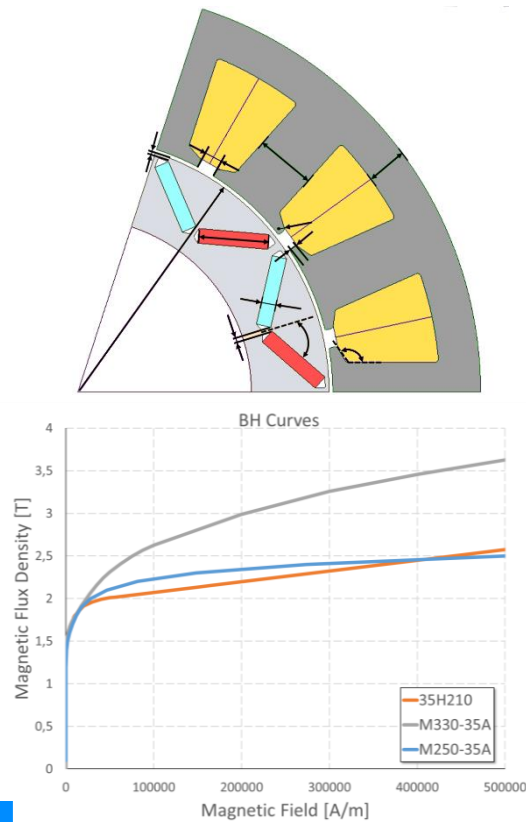 BH Curves
Magnetic Flux Density [T]
4
3,5
3
2,5
2
1,5
1
0,5
0
35H210
M330-35A
M250-35A
0 100000 200000 300000 400000 500000
Magnetic Field [A/m]